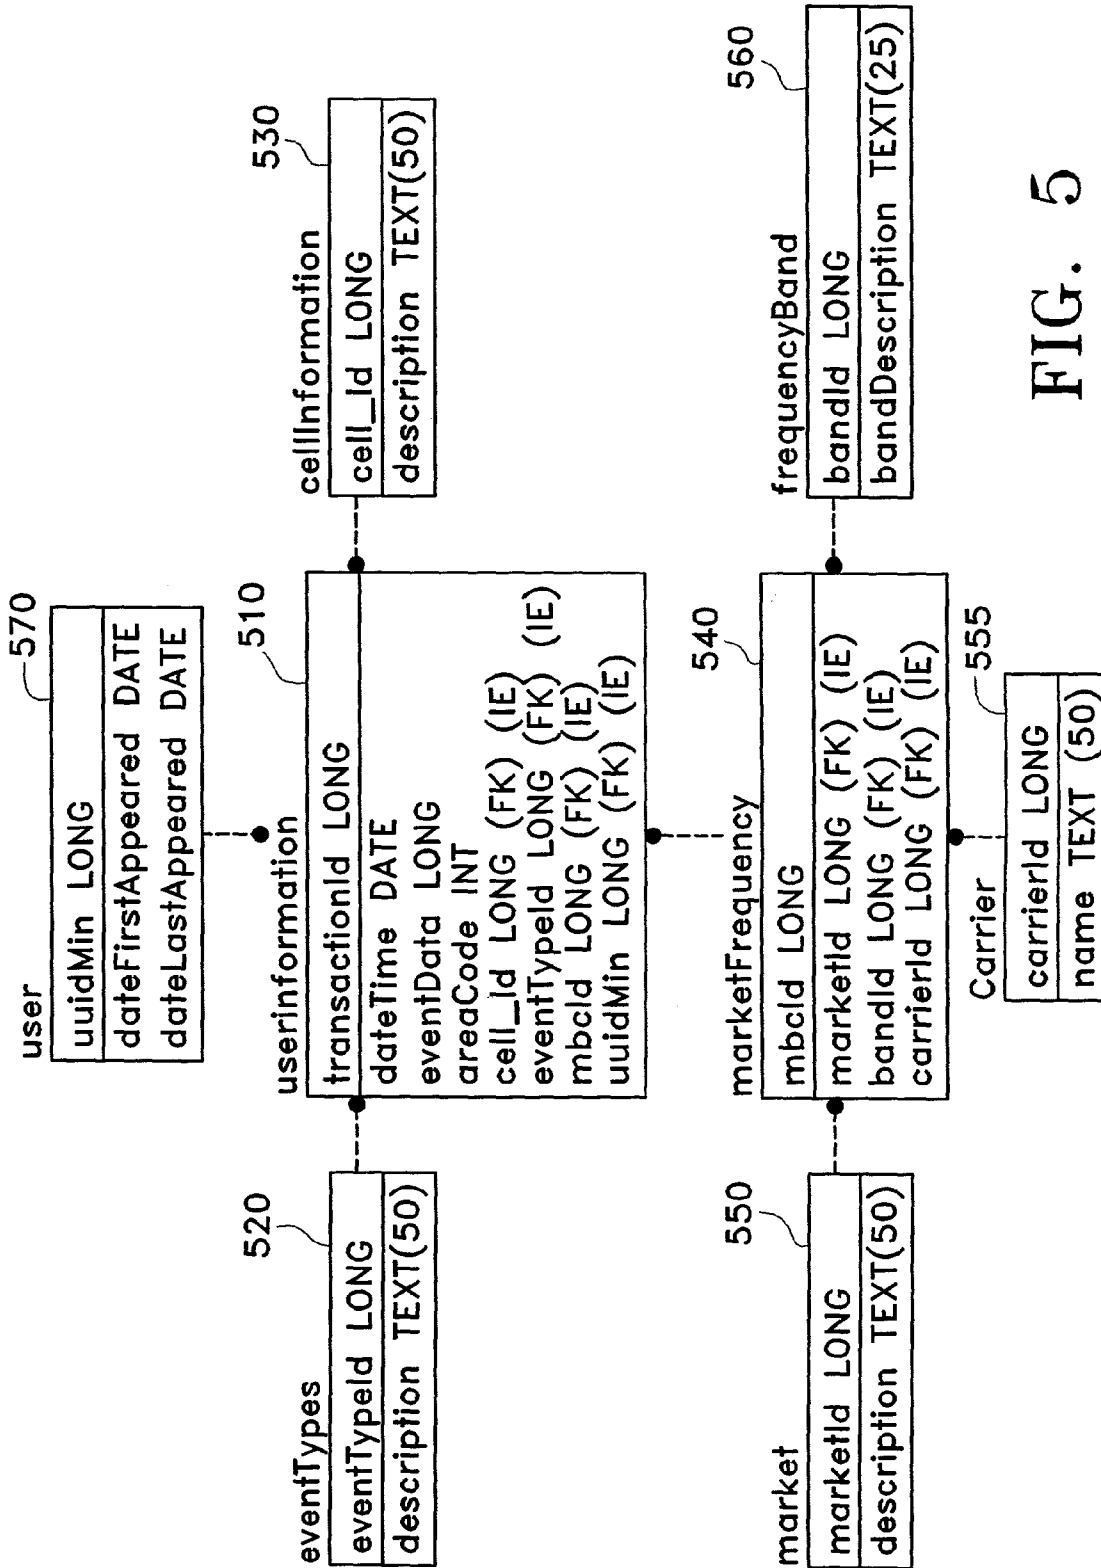 user
570
uuidMin LONG
dateFirstAppeared DATE
dateLastAppeared DATE
eventTypes
520
eventTypeId LONG
description TEXT(50)
userinformation
510
transactionId LONG
dateTime DATE
eventData LONG
areaCode INT
cell_Id LONG (FK) (IE)
eventTypeId LONG (FK) (IE)
mbcId LONG (FK) (IE)
uuidMin LONG (FK) (IE)
cellInformation
530
cell_Id LONG
description TEXT(50)
market
550
marketId LONG
description TEXT(50)
marketFrequency
540
mbcId LONG
marketId LONG (FK) (IE)
bandId LONG (FK) (IE)
carrierId LONG (FK) (IE)
frequencyBand
560
bandId LONG
bandDescription TEXT(25)
Carrier
555
carrierId LONG
name TEXT (50)
FIG. 5